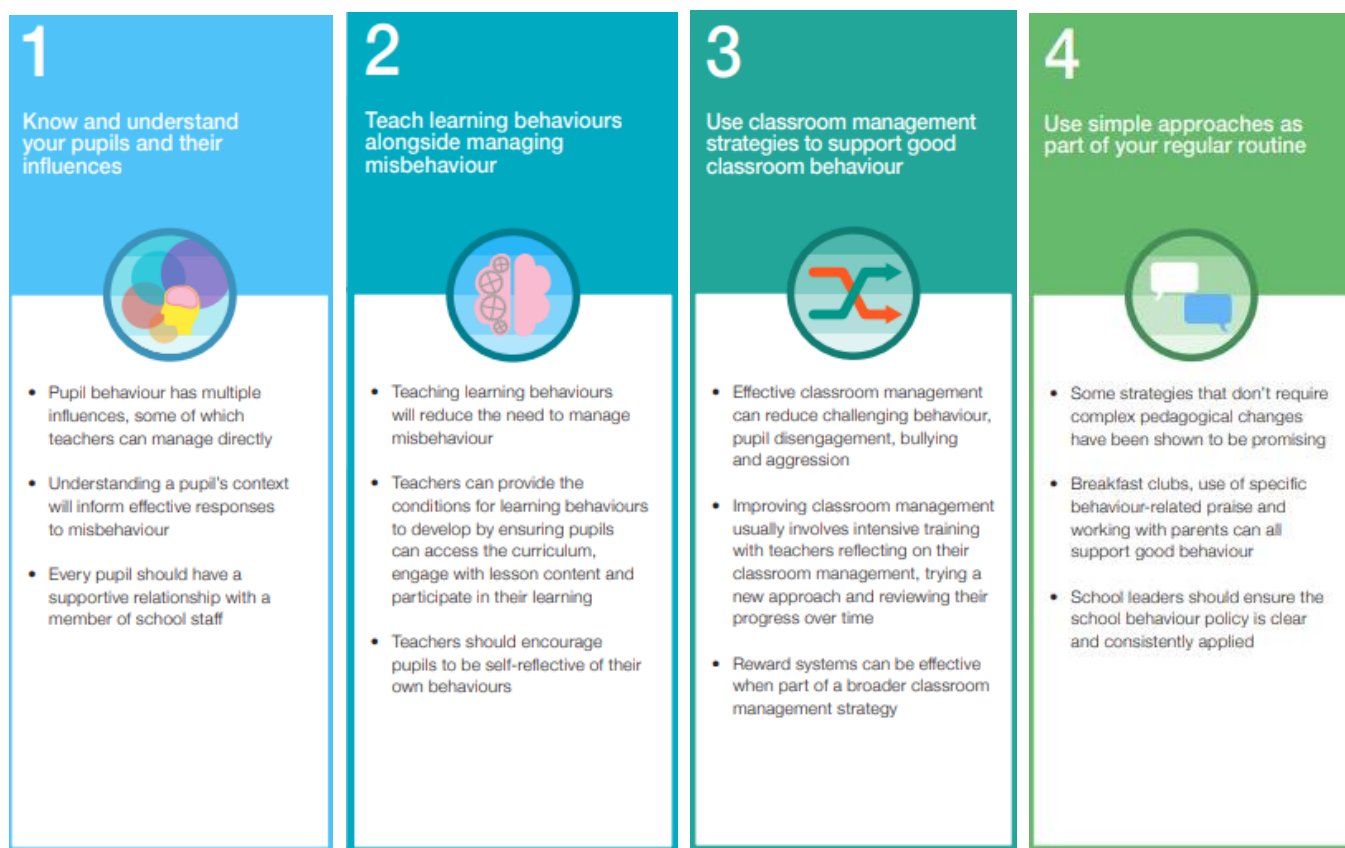 1
Know and understand
your pupils and their
influences
• Pupil behaviour has multiple
influences, some of which
teachers can manage directly
• Understanding a pupil's context
will inform effective responses
to misbehaviour
• Every pupil should have a
supportive relationship with a
member of school staff
2
Teach learning behaviours
alongside managing
misbehaviour
• Teaching learning behaviours
will reduce the need to manage
misbehaviour
• Teachers can provide the
conditions for learning behaviours
to develop by ensuring pupils
can access the curriculum,
engage with lesson content and
participate in their learning
• Teachers should encourage
pupils to be self-reflective of their
own behaviours
3
Use classroom management
strategies to support good
classroom behaviour
• Effective classroom management
can reduce challenging behaviour,
pupil disengagement, bullying
and aggression
• Improving classroom management
usually involves intensive training
with teachers reflecting on their
classroom management, trying a
new approach and reviewing their
progress over time
• Reward systems can be effective
when part of a broader classroom
management strategy
4
Use simple approaches as
part of your regular routine
• Some strategies that don't require
complex pedagogical changes
have been shown to be promising
• Breakfast clubs, use of specific
behaviour-related praise and
working with parents can all
support good behaviour
• School leaders should ensure the
school behaviour policy is clear
and consistently applied